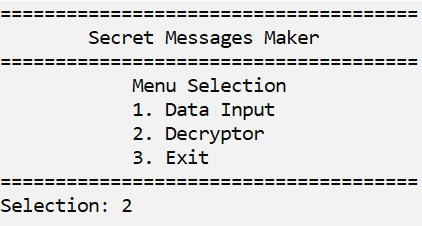 ======================================
Secret Messages Maker
======================================
Menu Selection
1. Data Input
2. Decryptor
3. Exit
======================================
Selection: 2